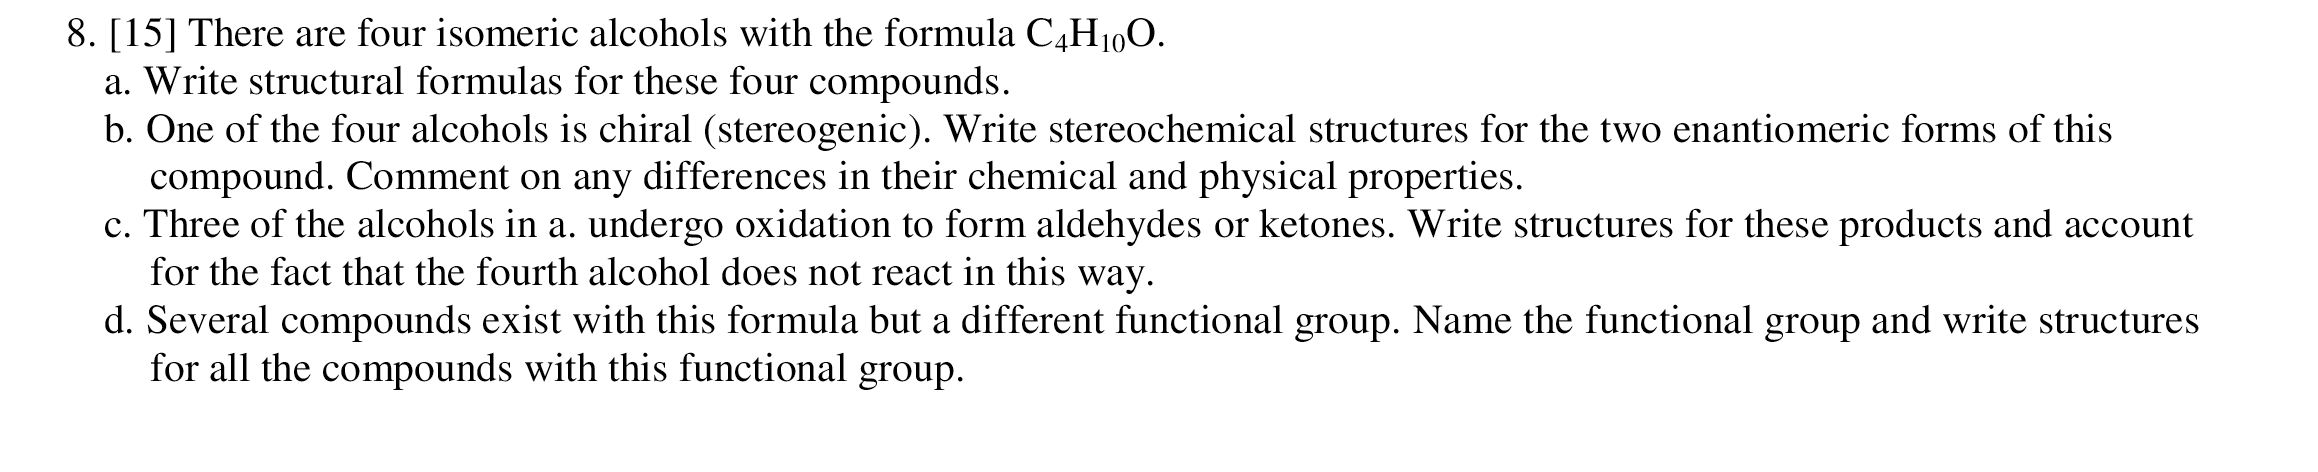 8. [15] There are four isomeric alcohols with the formula C₄H₁₀O.
a. Write structural formulas for these four compounds.
b. One of the four alcohols is chiral (stereogenic). Write stereochemical structures for the two enantiomeric forms of this
compound. Comment on any differences in their chemical and physical properties.
c. Three of the alcohols in a. undergo oxidation to form aldehydes or ketones. Write structures for these products and account
for the fact that the fourth alcohol does not react in this way.
d. Several compounds exist with this formula but a different functional group. Name the functional group and write structures
for all the compounds with this functional group.